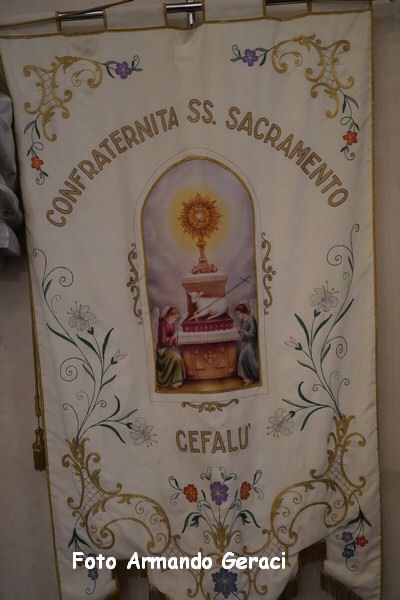 CONFRATERNITA SS. SACRAMENTO
CEFALU'
Foto Armando Geraci